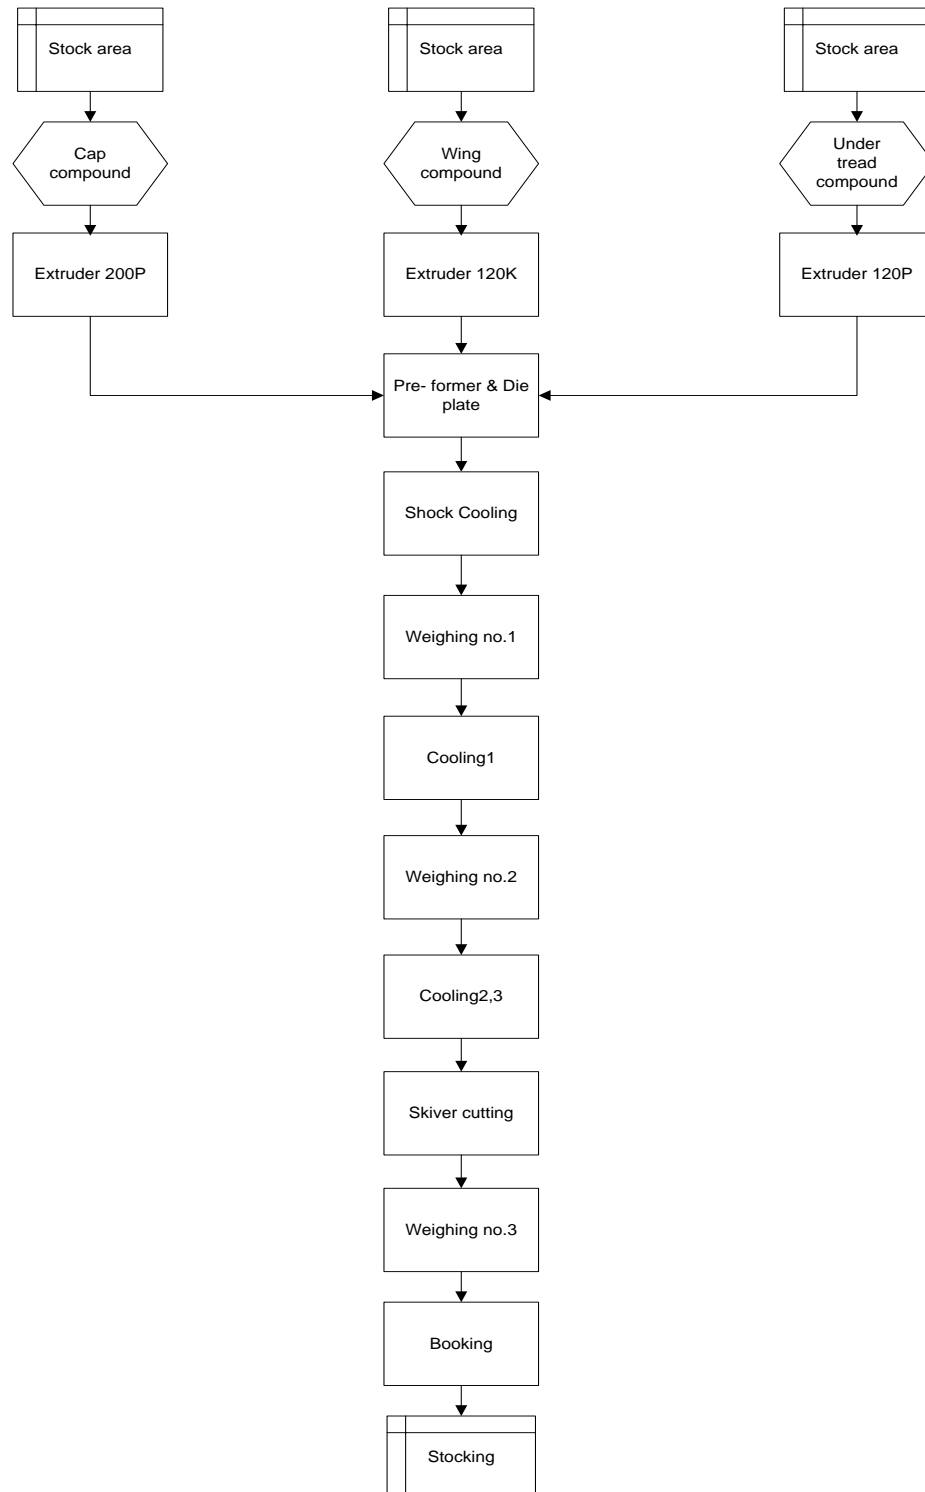 Stock area
Stock area
Stock area
Cap
compound
Wing
compound
Under
tread
compound
Extruder 200P
Extruder 120K
Extruder 120P
Pre- former & Die
plate
Shock Cooling
Weighing no.1
Cooling1
Weighing no.2
Cooling2,3
Skiver cutting
Weighing no.3
Booking
Stocking